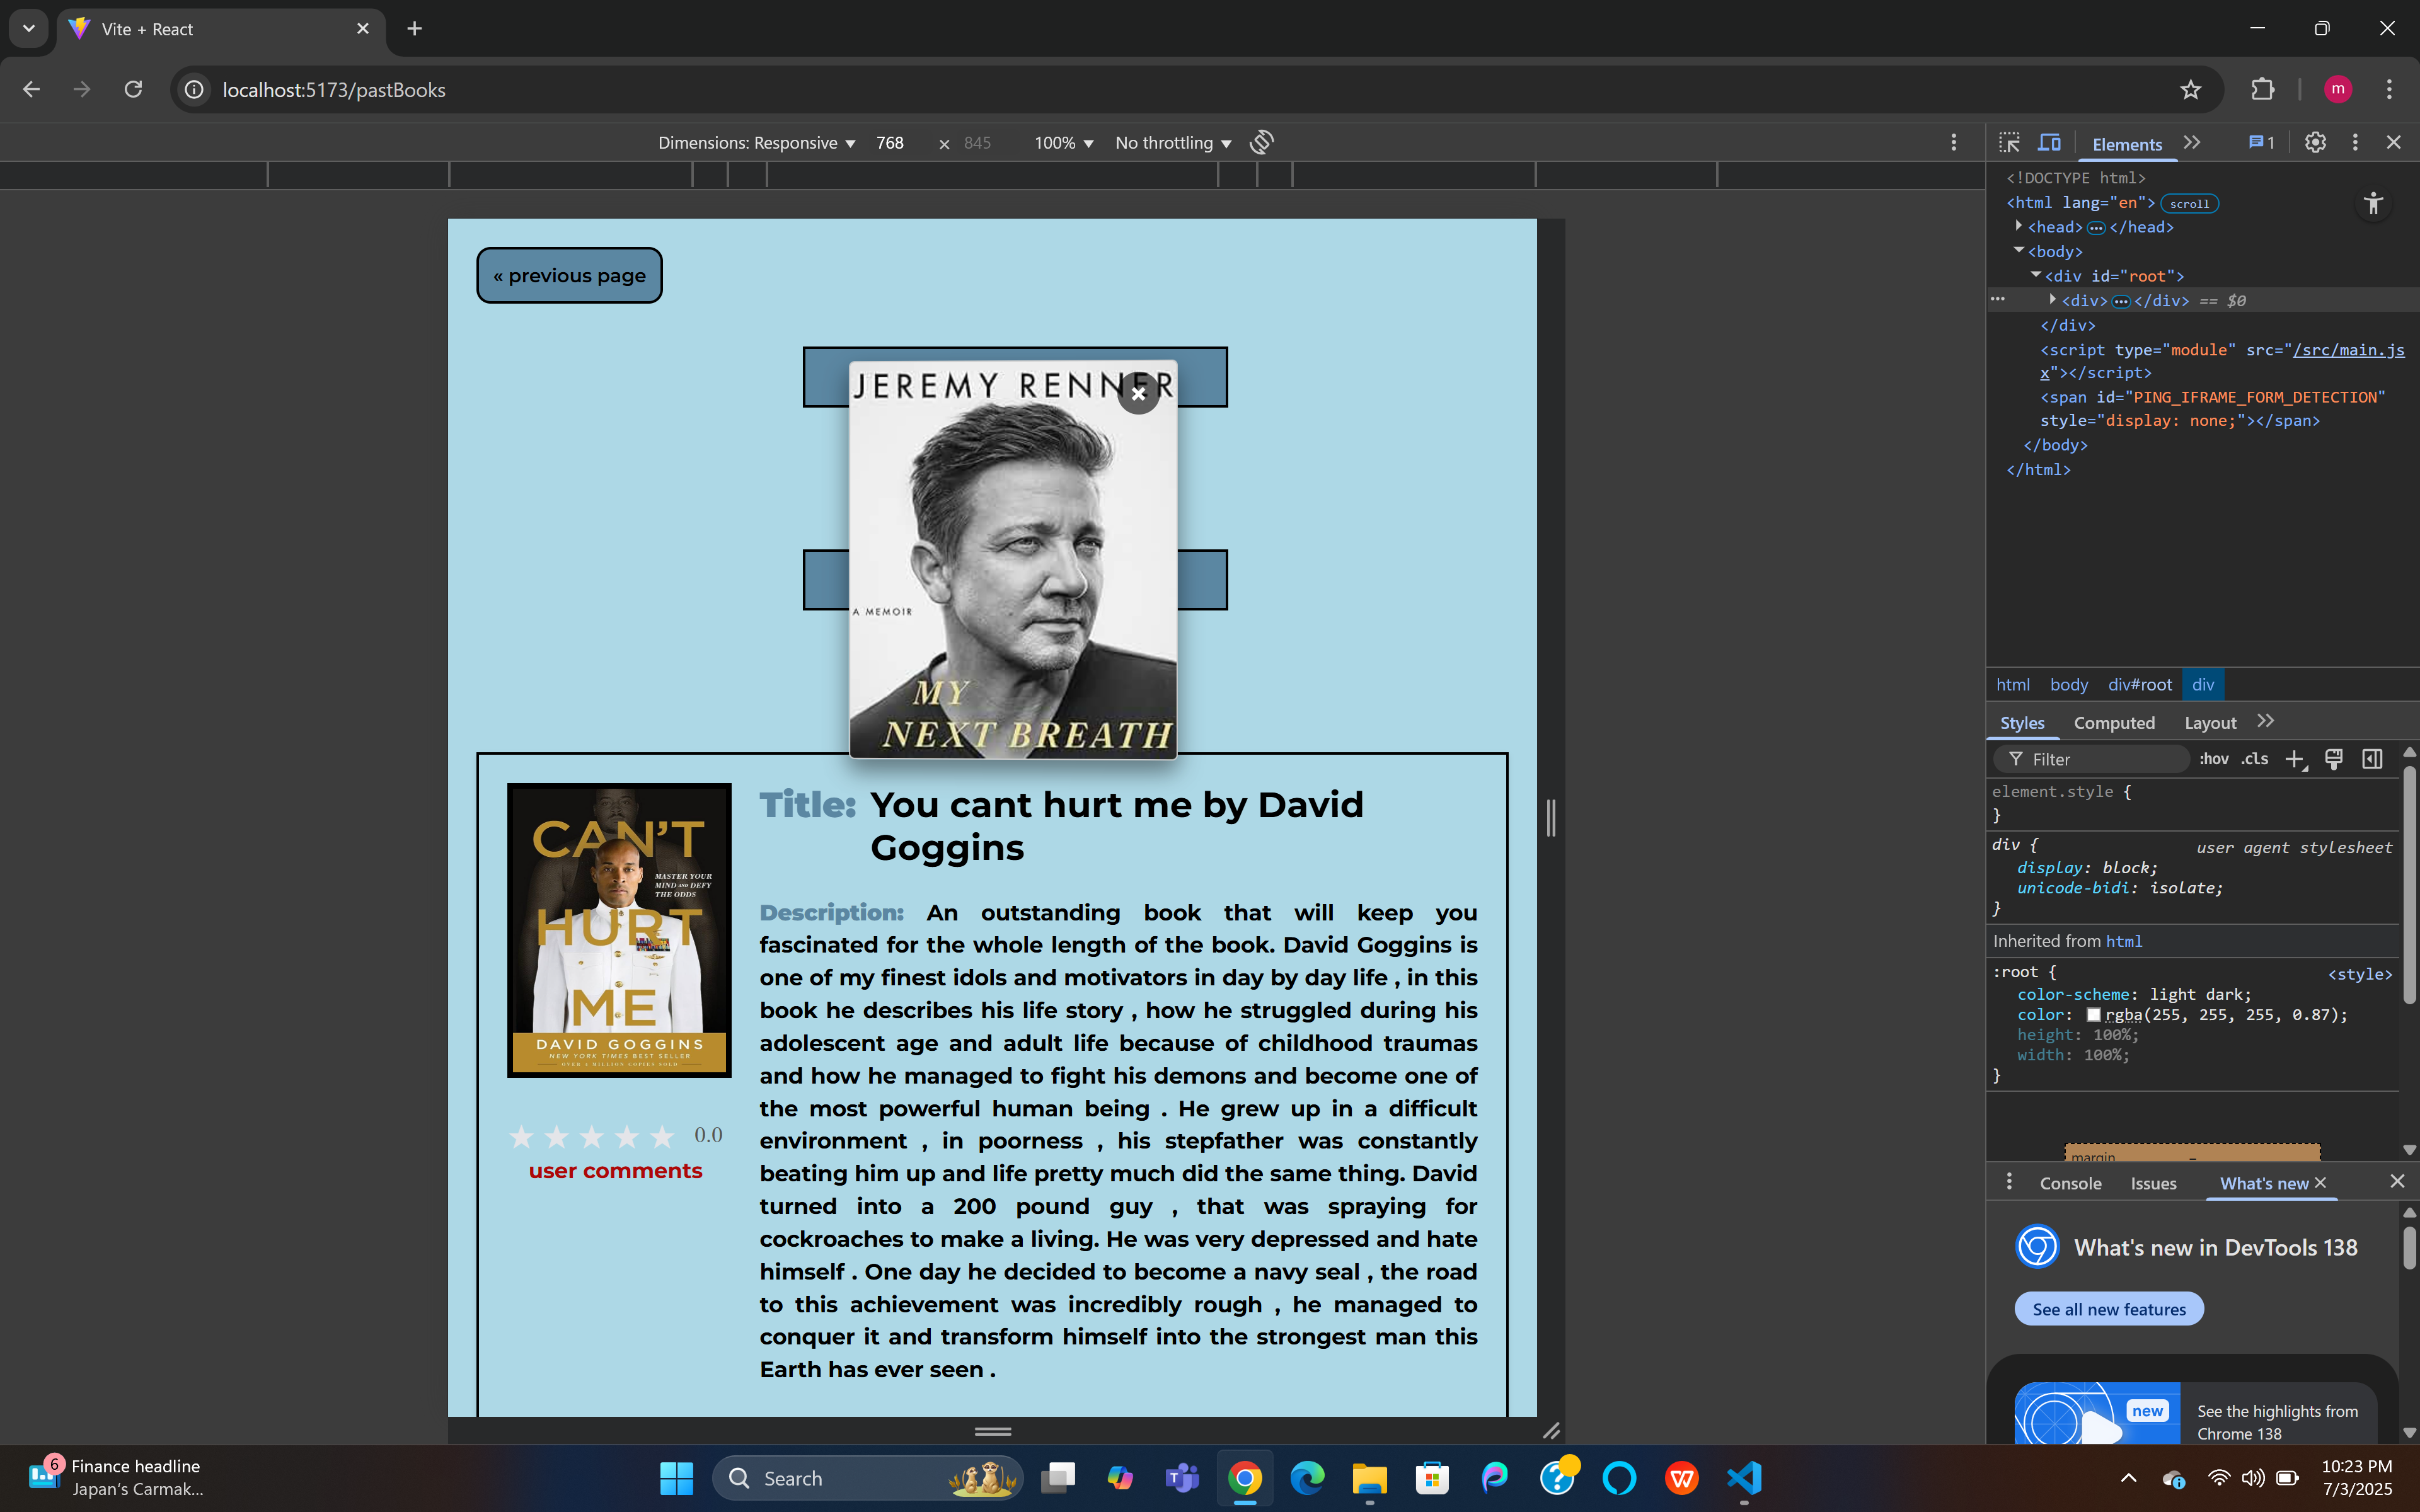 Vite + React
localhost:5173/pastBooks
m
Dimensions: Responsive 768 × 845 100% No throttling
Elements
1
<!DOCTYPE html>
<html lang="en"> scroll
<head> ••• </head>
<body>
<div id="root">
••• <div> ••• </div> == $0
</div>
<script type="module" src="/src/main.js
x"></script>
<span id="PING_IFRAME_FORM_DETECTION"
style="display: none;"></span>
</body>
</html>
html body div#root div
Styles Computed Layout
Filter :hov .cls
element.style {
}
div { user agent stylesheet
display: block;
unicode-bidi: isolate;
}
Inherited from html
:root { <style>
color-scheme: light dark;
color: rgba(255, 255, 255, 0.87);
height: 100%;
width: 100%;
}
margin –
Console Issues What's new
What's new in DevTools 138
See all new features
new
See the highlights from
Chrome 138
« previous page
JEREMY RENNER
A MEMOIR
MY
NEXT BREATH
CAN'T
MASTER YOUR
MIND AND DEFY
THE ODDS
HURT
ME
DAVID GOGGINS
NEW YORK TIMES BEST SELLER
0.0
user comments
Title: You cant hurt me by David
Goggins
Description: An outstanding book that will keep you
fascinated for the whole length of the book. David Goggins is
one of my finest idols and motivators in day by day life , in this
book he describes his life story , how he struggled during his
adolescent age and adult life because of childhood traumas
and how he managed to fight his demons and become one of
the most powerful human being . He grew up in a difficult
environment , in poorness , his stepfather was constantly
beating him up and life pretty much did the same thing. David
turned into a 200 pound guy , that was spraying for
cockroaches to make a living. He was very depressed and hate
himself . One day he decided to become a navy seal , the road
to this achievement was incredibly rough , he managed to
conquer it and transform himself into the strongest man this
Earth has ever seen .
6
Finance headline
Japan's Carmak...
Search
10:23 PM
7/3/2025